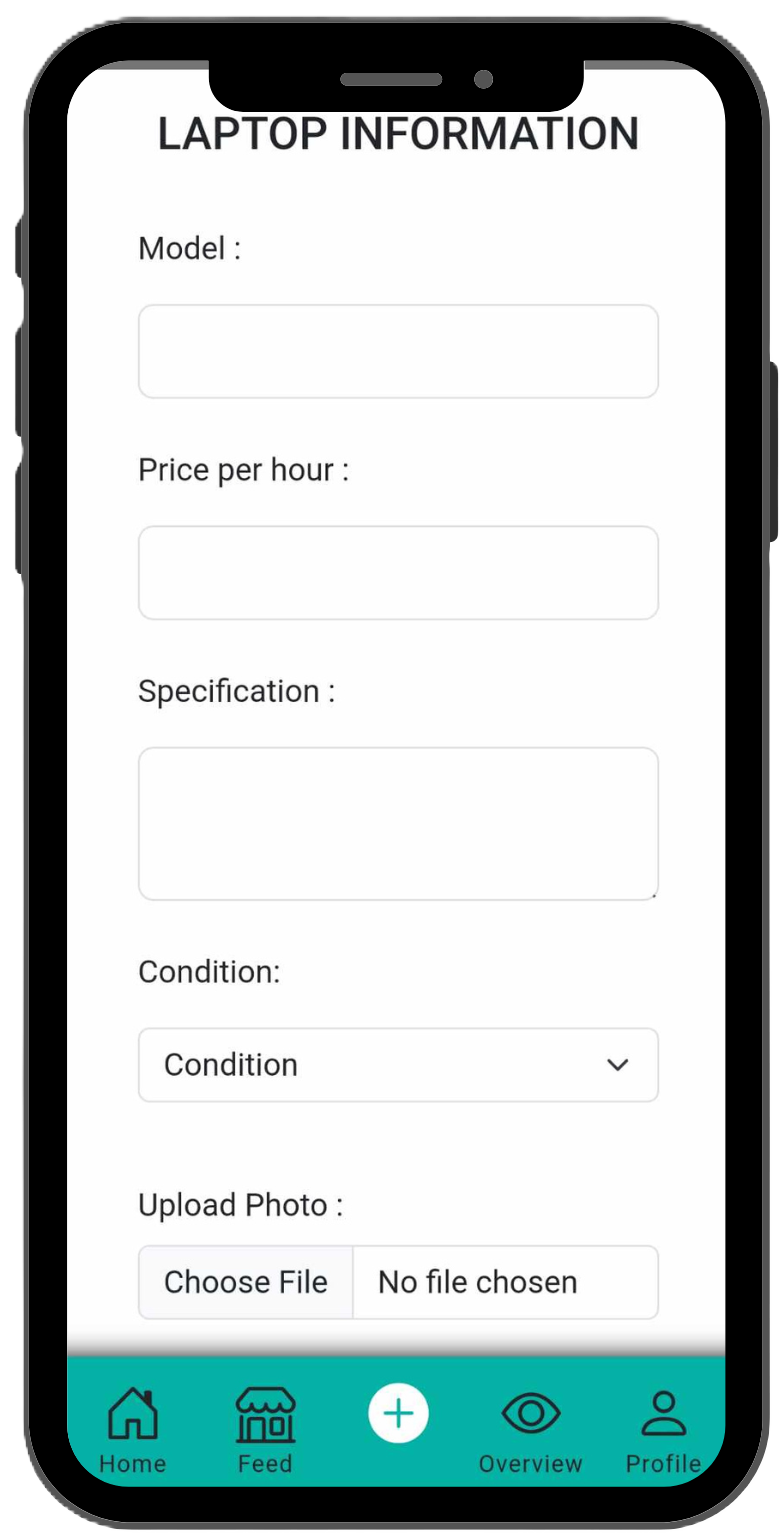 LAPTOP INFORMATION
Model :
Price per hour :
Specification :
Condition:
Condition
Upload Photo :
Choose File No file chosen
Home Feed Overview Profile